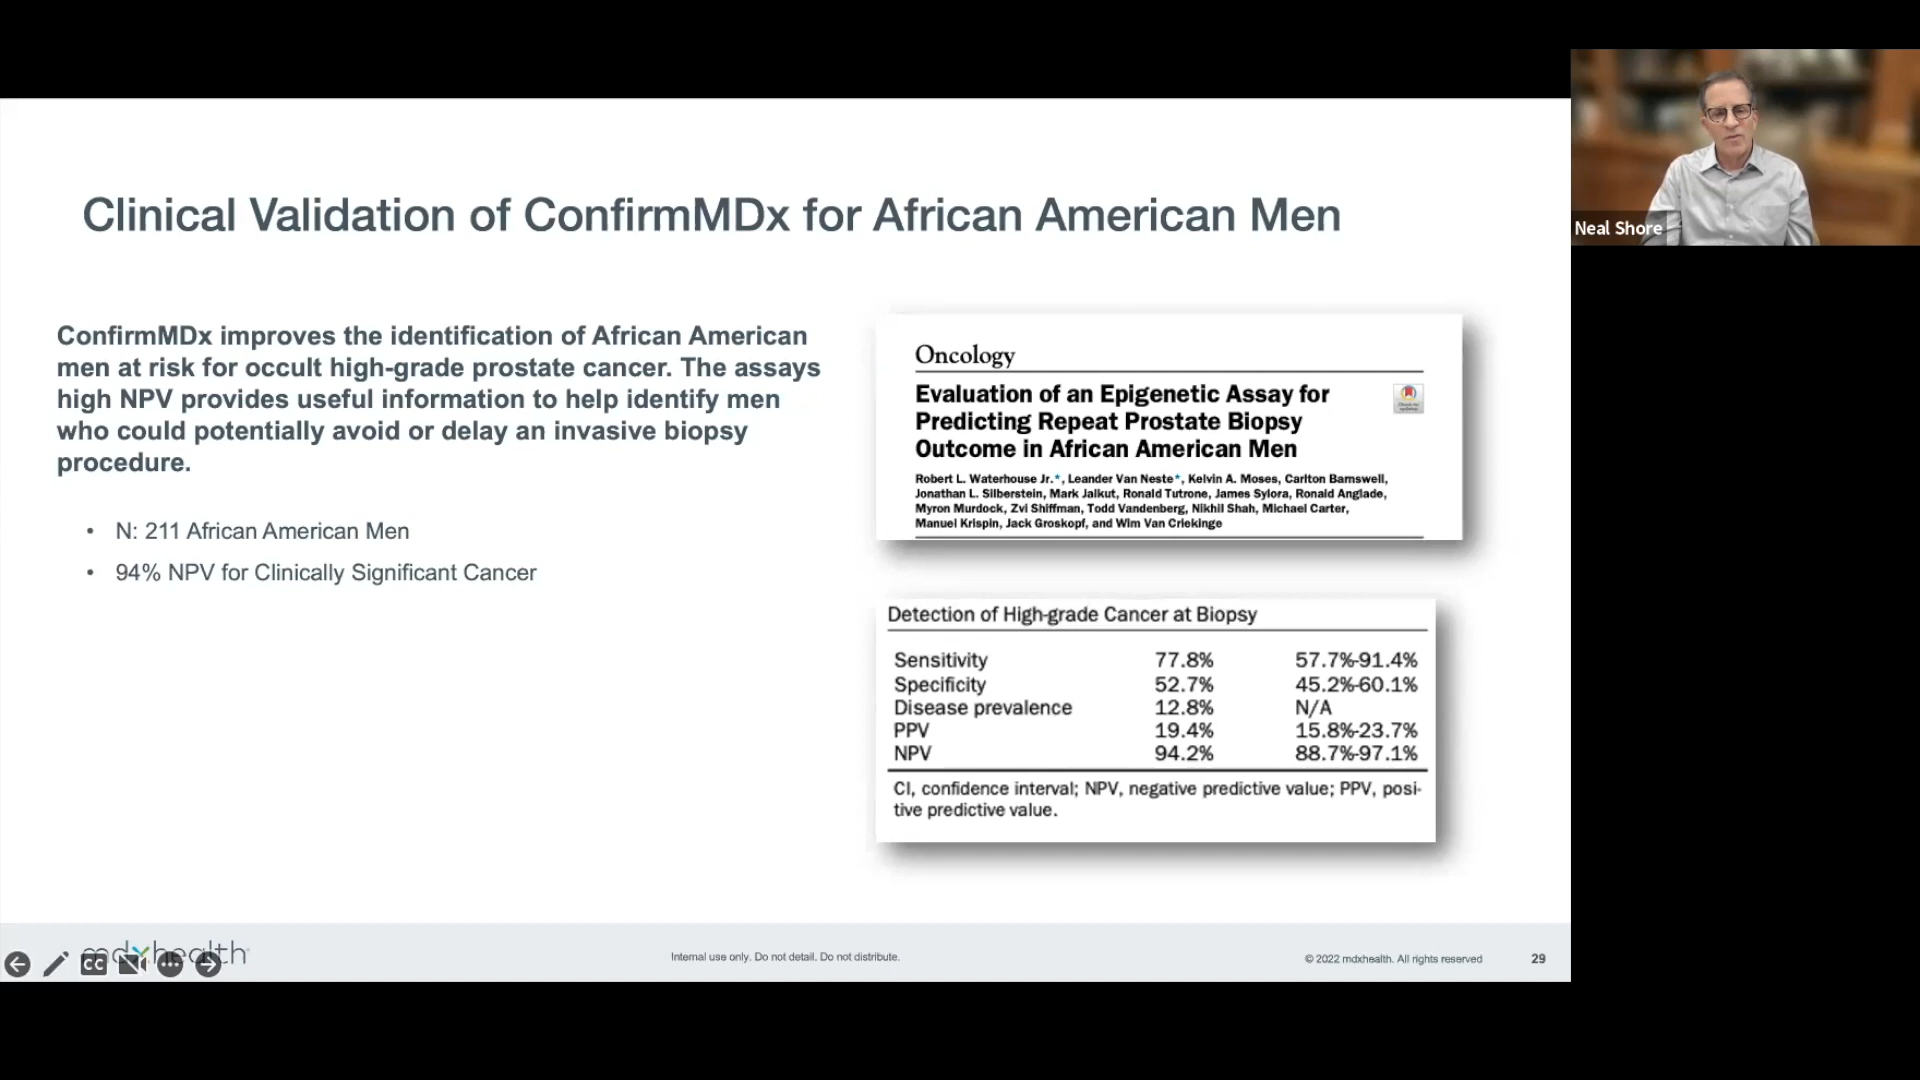 Clinical Validation of ConfirmMDx for African American Men
ConfirmMDx improves the identification of African American
men at risk for occult high-grade prostate cancer. The assays
high NPV provides useful information to help identify men
who could potentially avoid or delay an invasive biopsy
procedure.
• N: 211 African American Men
• 94% NPV for Clinically Significant Cancer
Oncology
Evaluation of an Epigenetic Assay for
Predicting Repeat Prostate Biopsy
Outcome in African American Men
Robert L. Waterhouse Jr.*, Leander Van Neste*, Kelvin A. Moses, Carlton Barnswell,
Jonathan L. Silberstein, Mark Jalkut, Ronald Tutrone, James Sylora, Ronald Anglade,
Myron Murdock, Zvi Shiffman, Todd Vandenberg, Nikhil Shah, Michael Carter,
Manuel Krispin, Jack Groskopf, and Wim Van Criekinge
Detection of High-grade Cancer at Biopsy
Sensitivity 77.8% 57.7%-91.4%
Specificity 52.7% 45.2%-60.1%
Disease prevalence 12.8% N/A
PPV 19.4% 15.8%-23.7%
NPV 94.2% 88.7%-97.1%
CI, confidence interval; NPV, negative predictive value; PPV, posi-
tive predictive value.
mdxhealth
CC
Internal use only. Do not detail. Do not distribute.
© 2022 mdxhealth. All rights reserved
29
Neal Shore